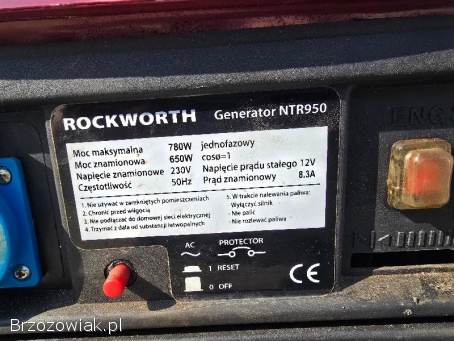 ROCKWORTH Generator NTR950
Moc maksymalna 780W jednofazowy
Moc znamionowa 650W cosø=1
Napięcie znamionowe 230V Napięcie prądu stałego 12V
Częstotliwość 50Hz Prąd znamionowy 8.3A
1. Nie używać w zamkniętych pomieszczeniach
2. Chronić przed wilgocią
3. Nie podłączać do domowej sieci elektrycznej
4. Trzymać z dala od substancji łatwopalnych
5. W trakcie nalewania paliwa:
Wyłączyć silnik
- Nie palić
- Nie rozlewać paliwa
AC PROTECTOR
1 RESET
0 OFF
CE
ENG
Brzozowiak.pl